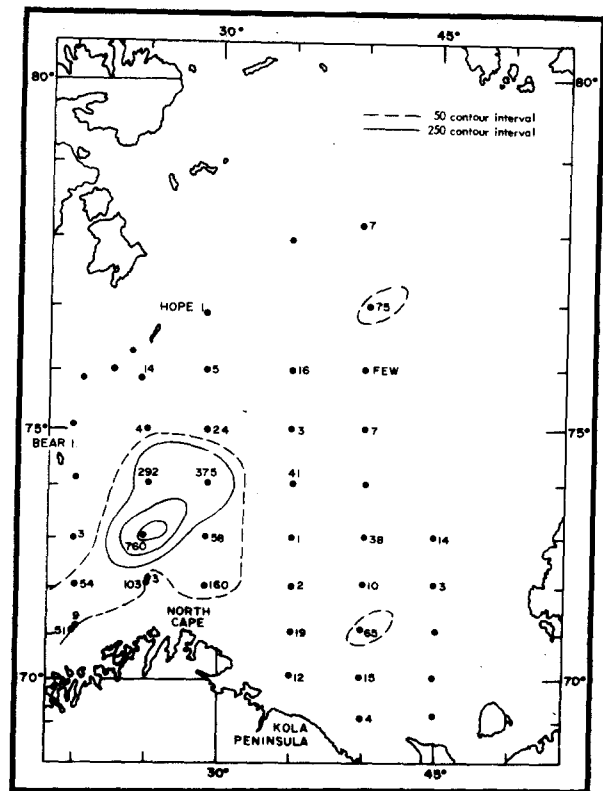 30° 45°
80° 80°
50 contour interval
250 contour interval
7
HOPE I. 75
14 5 16 FEW
75° 4 24 3 7 75°
BEAR I.
292 375 41
3 760 58 1 38 14
54 103 3 160 2 10 3
9
51 NORTH 19 65
CAPE
70° 12 15 70°
KOLA 4
PENINSULA
30° 45°